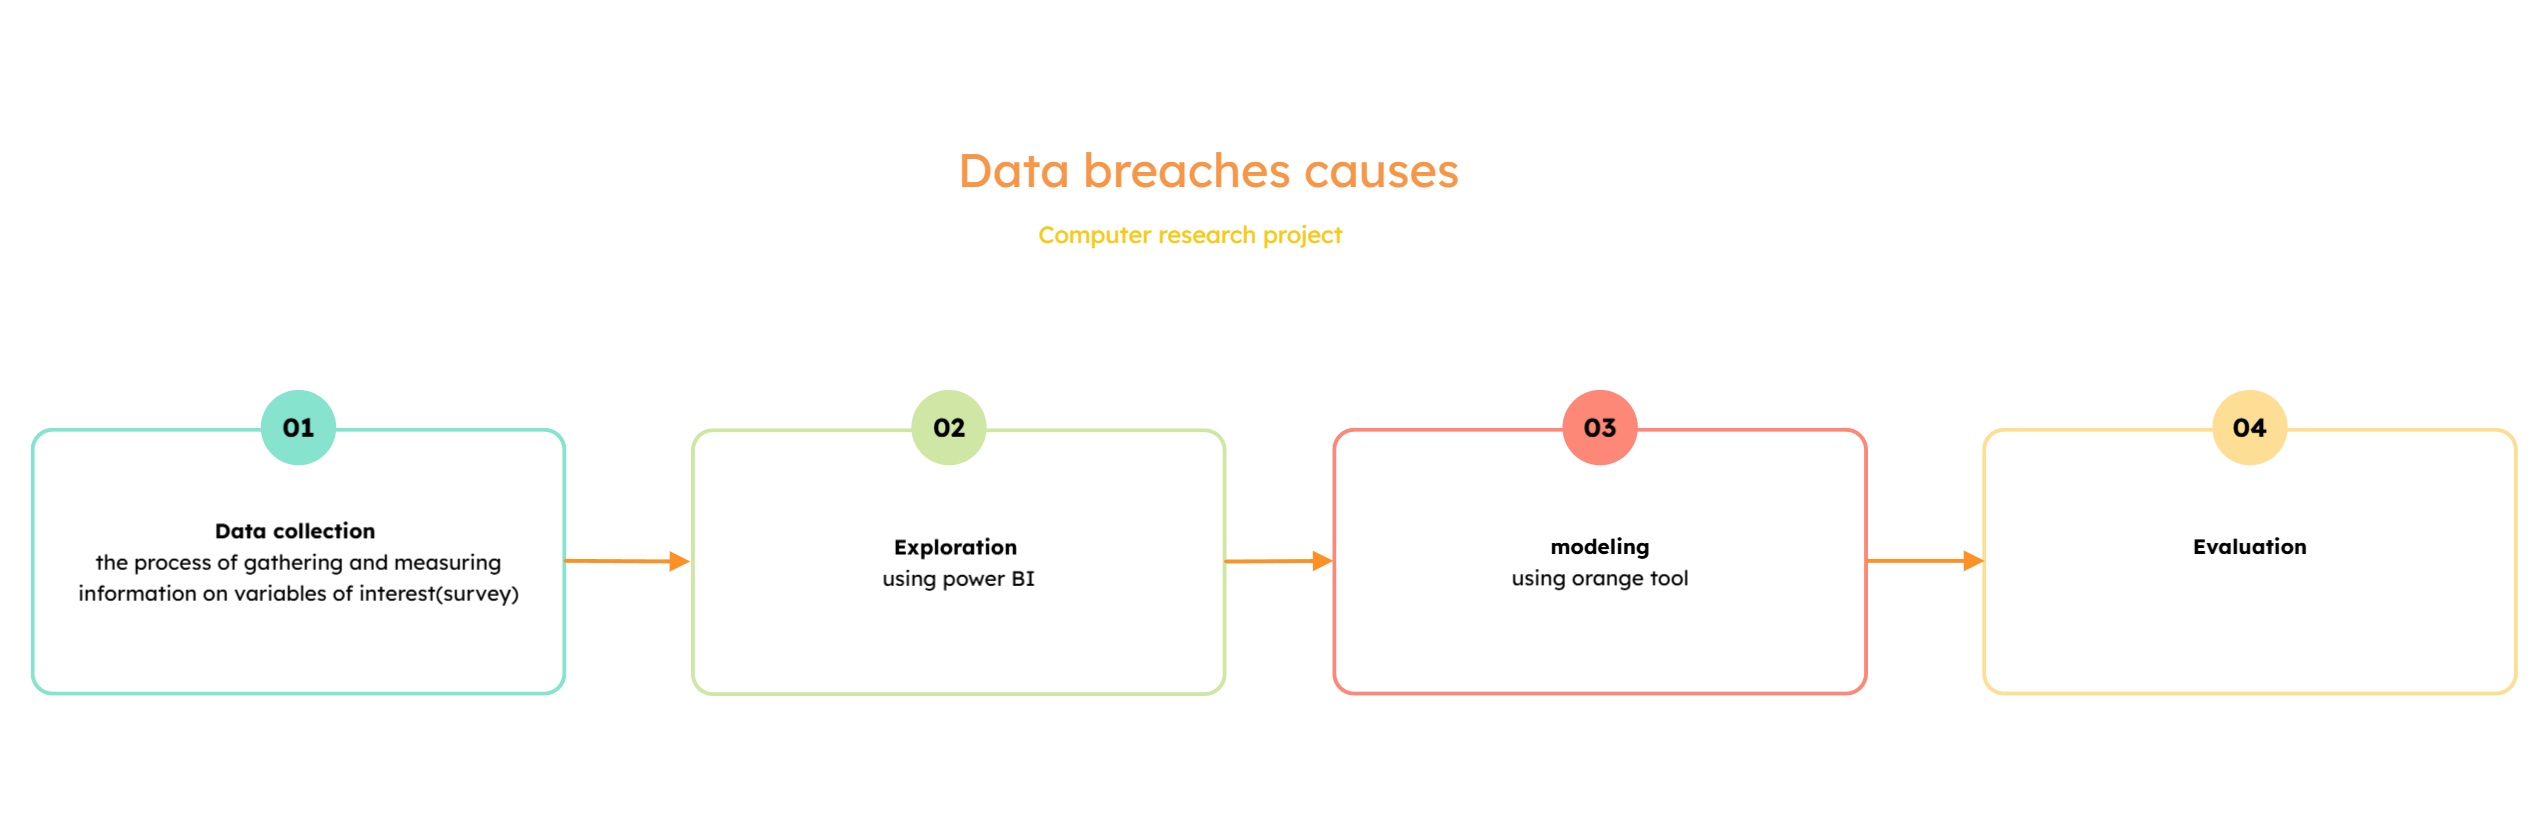 Data breaches causes
Computer research project
01
Data collection
the process of gathering and measuring
information on variables of interest(survey)
02
Exploration
using power BI
03
modeling
using orange tool
04
Evaluation